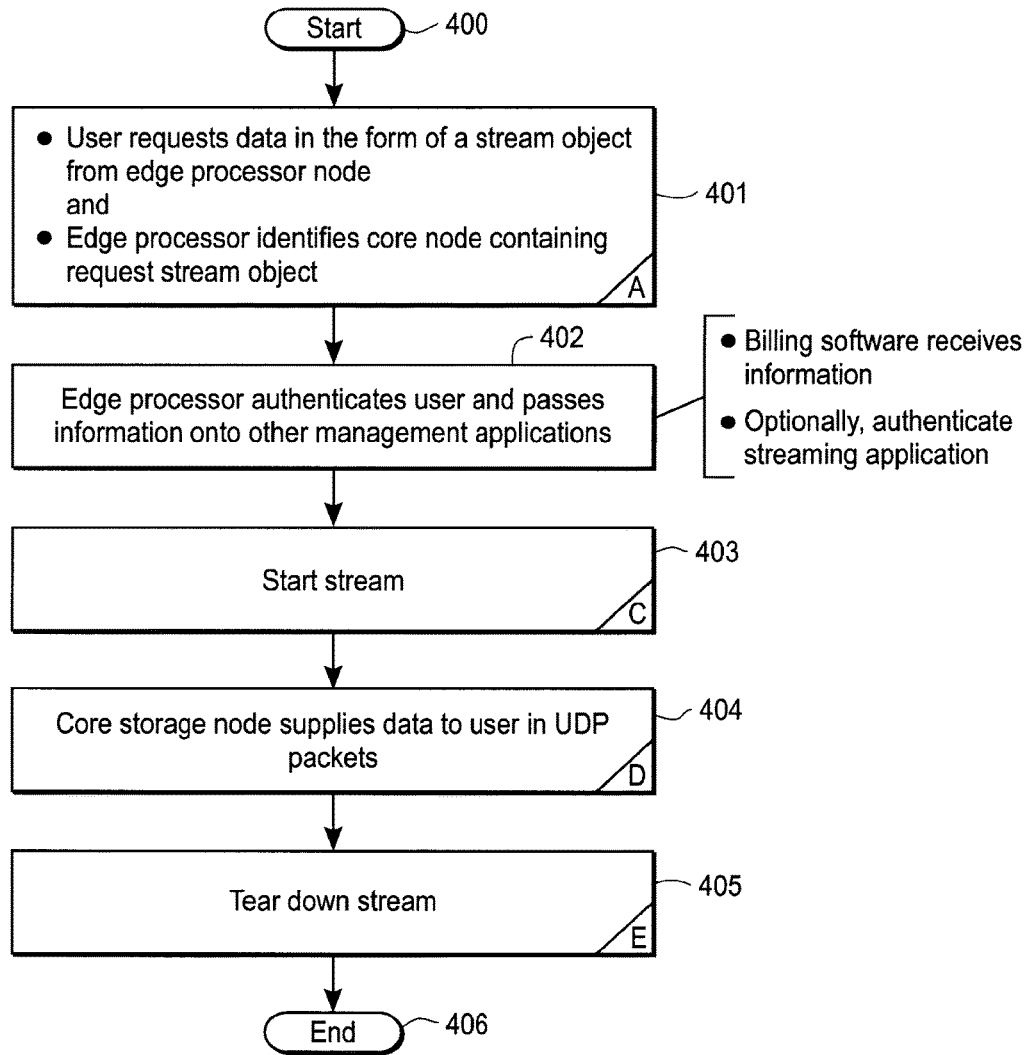 Start
400
● User requests data in the form of a stream object
from edge processor node
and
● Edge processor identifies core node containing
request stream object
A
401
402
Edge processor authenticates user and passes
information onto other management applications
● Billing software receives
information
● Optionally, authenticate
streaming application
403
Start stream
C
404
Core storage node supplies data to user in UDP
packets
D
405
Tear down stream
E
End
406